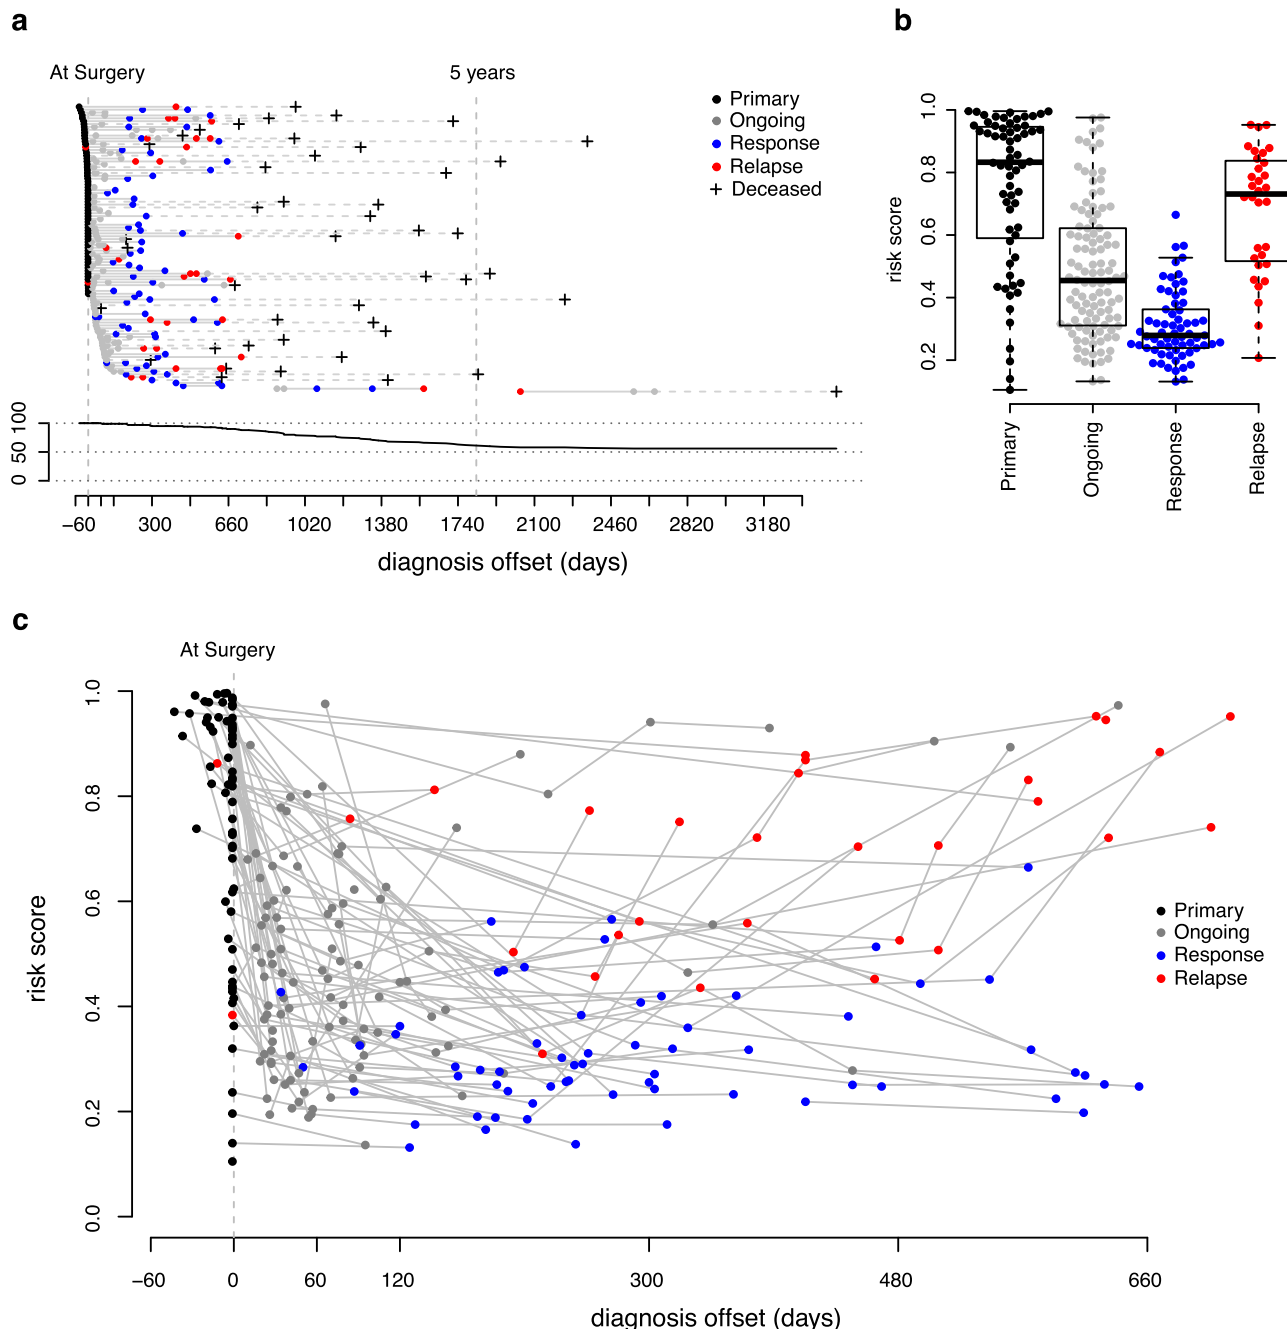 a
At Surgery
5 years
Primary
Ongoing
Response
Relapse
Deceased
0 50 100
−60 300 660 1020 1380 1740 2100 2460 2820 3180
diagnosis offset (days)
b
risk score
0.2 0.4 0.6 0.8 1.0
Primary
Ongoing
Response
Relapse
c
At Surgery
risk score
0.0 0.2 0.4 0.6 0.8 1.0
Primary
Ongoing
Response
Relapse
−60 0 60 120 300 480 660
diagnosis offset (days)